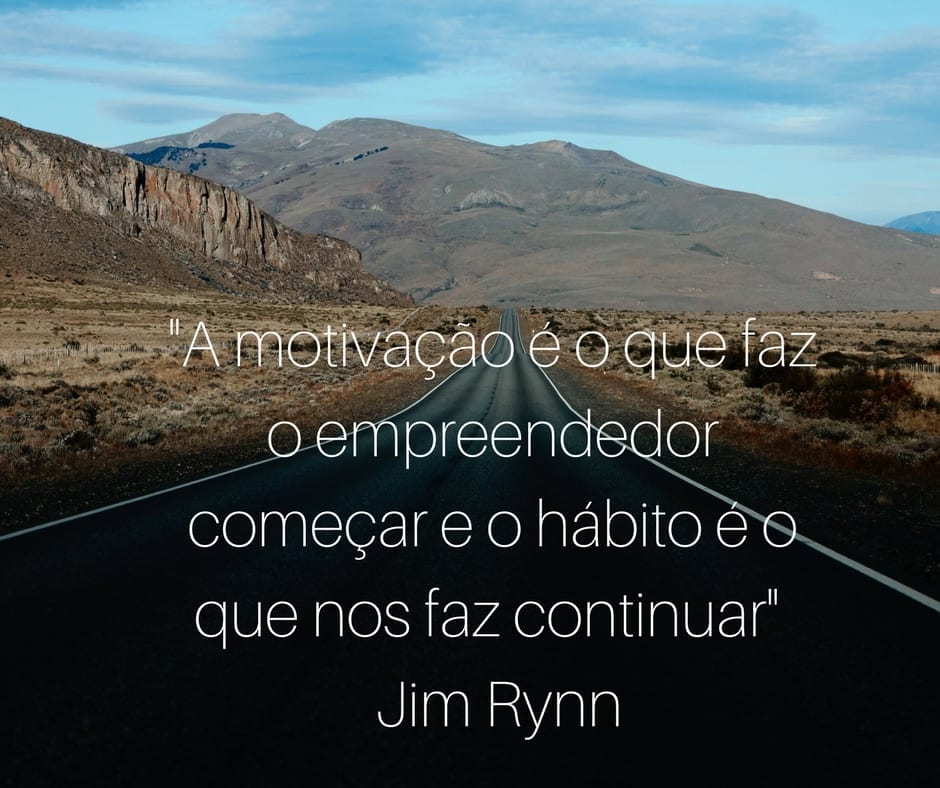 "A motivação é o que faz
o empreendedor
começar e o hábito é o
que nos faz continuar"
Jim Rynn